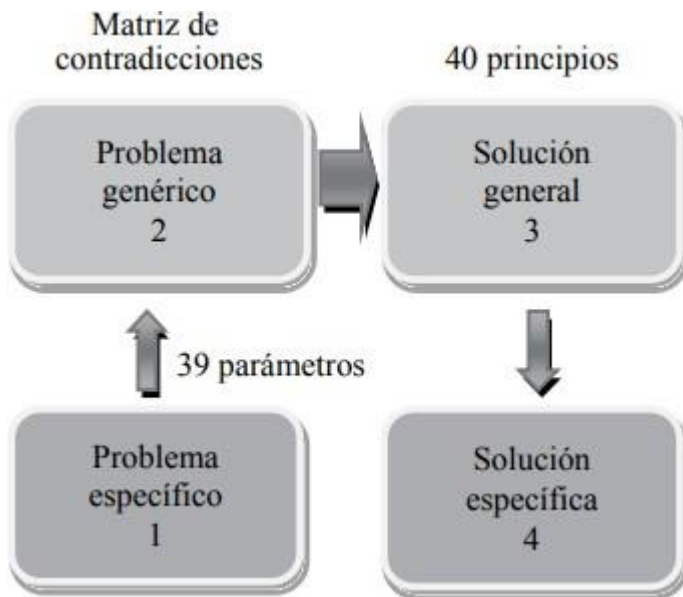 Matriz de
contradicciones
40 principios
Problema
genérico
2
Solución
general
3
39 parámetros
Problema
específico
1
Solución
específica
4